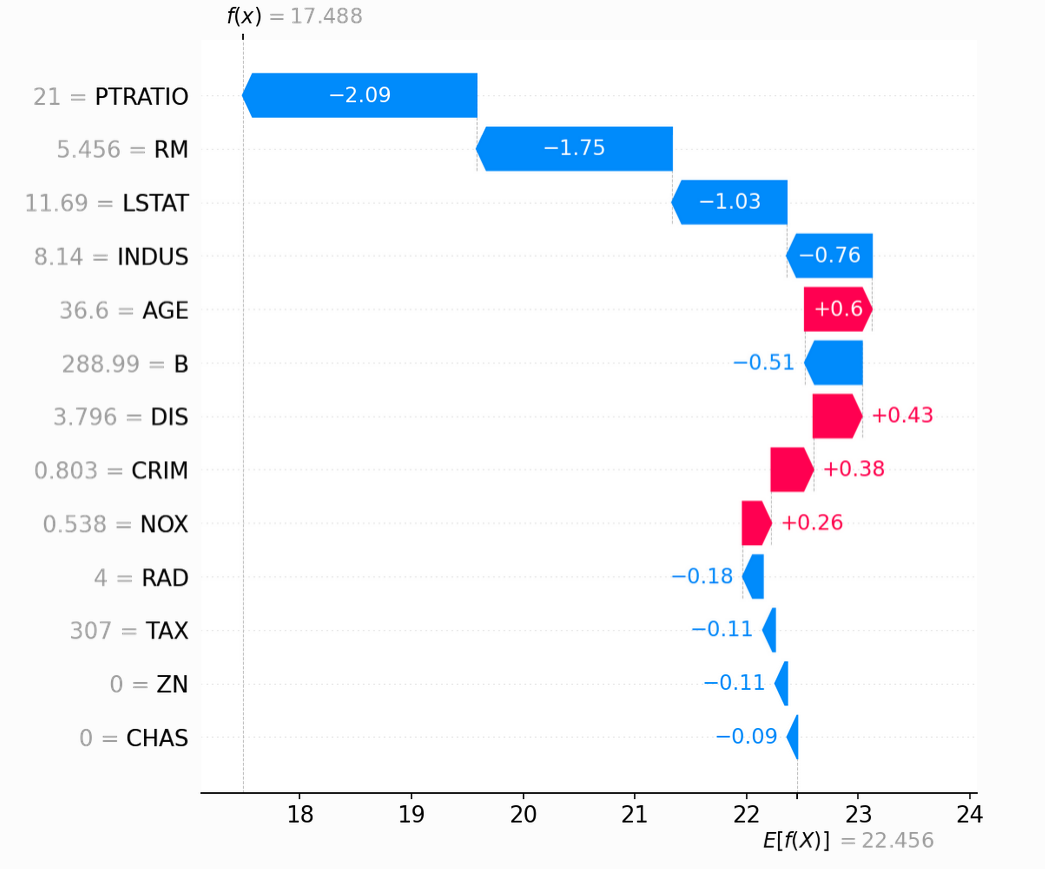 f(x) = 17.488
21 = PTRATIO −2.09
5.456 = RM −1.75
11.69 = LSTAT −1.03
8.14 = INDUS −0.76
36.6 = AGE +0.6
288.99 = B −0.51
3.796 = DIS +0.43
0.803 = CRIM +0.38
0.538 = NOX +0.26
4 = RAD −0.18
307 = TAX −0.11
0 = ZN −0.11
0 = CHAS −0.09
18 19 20 21 22 23 24
E[f(X)] = 22.456